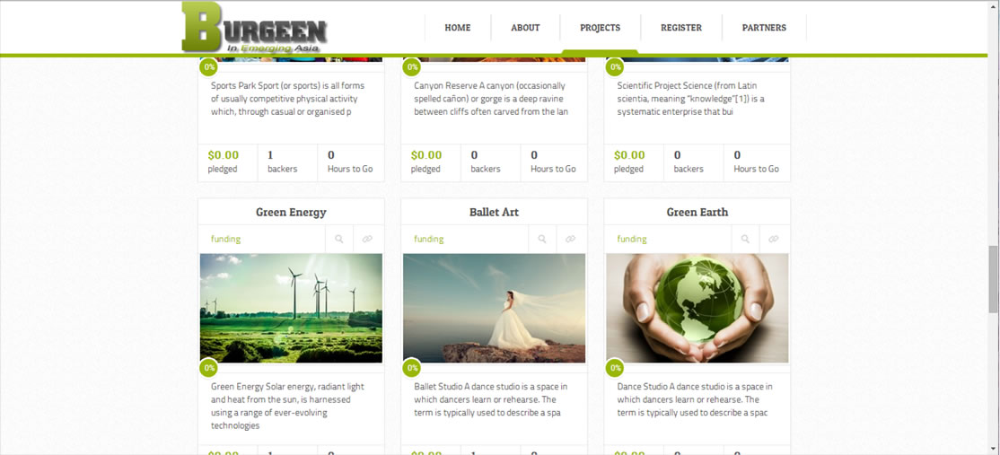 BURGEEN
In Emerging Asia
HOME ABOUT PROJECTS REGISTER PARTNERS
0% 0% 0%
Sports Park Sport (or sports) is all forms
of usually competitive physical activity
which, through casual or organised p
Canyon Reserve A canyon (occasionally
spelled cañon) or gorge is a deep ravine
between cliffs often carved from the lan
Scientific Project Science (from Latin
scientia, meaning "knowledge"[1]) is a
systematic enterprise that bui
$0.00 1 0
pledged backers Hours to Go
$0.00 0 0
pledged backers Hours to Go
$0.00 0 0
pledged backers Hours to Go
Green Energy
funding
0%
Green Energy Solar energy, radiant light
and heat from the sun, is harnessed
using a range of ever-evolving
technologies
Ballet Art
funding
0%
Ballet Studio A dance studio is a space in
which dancers learn or rehearse. The
term is typically used to describe a spa
Green Earth
funding
0%
Dance Studio A dance studio is a space in
which dancers learn or rehearse. The
term is typically used to describe a spac